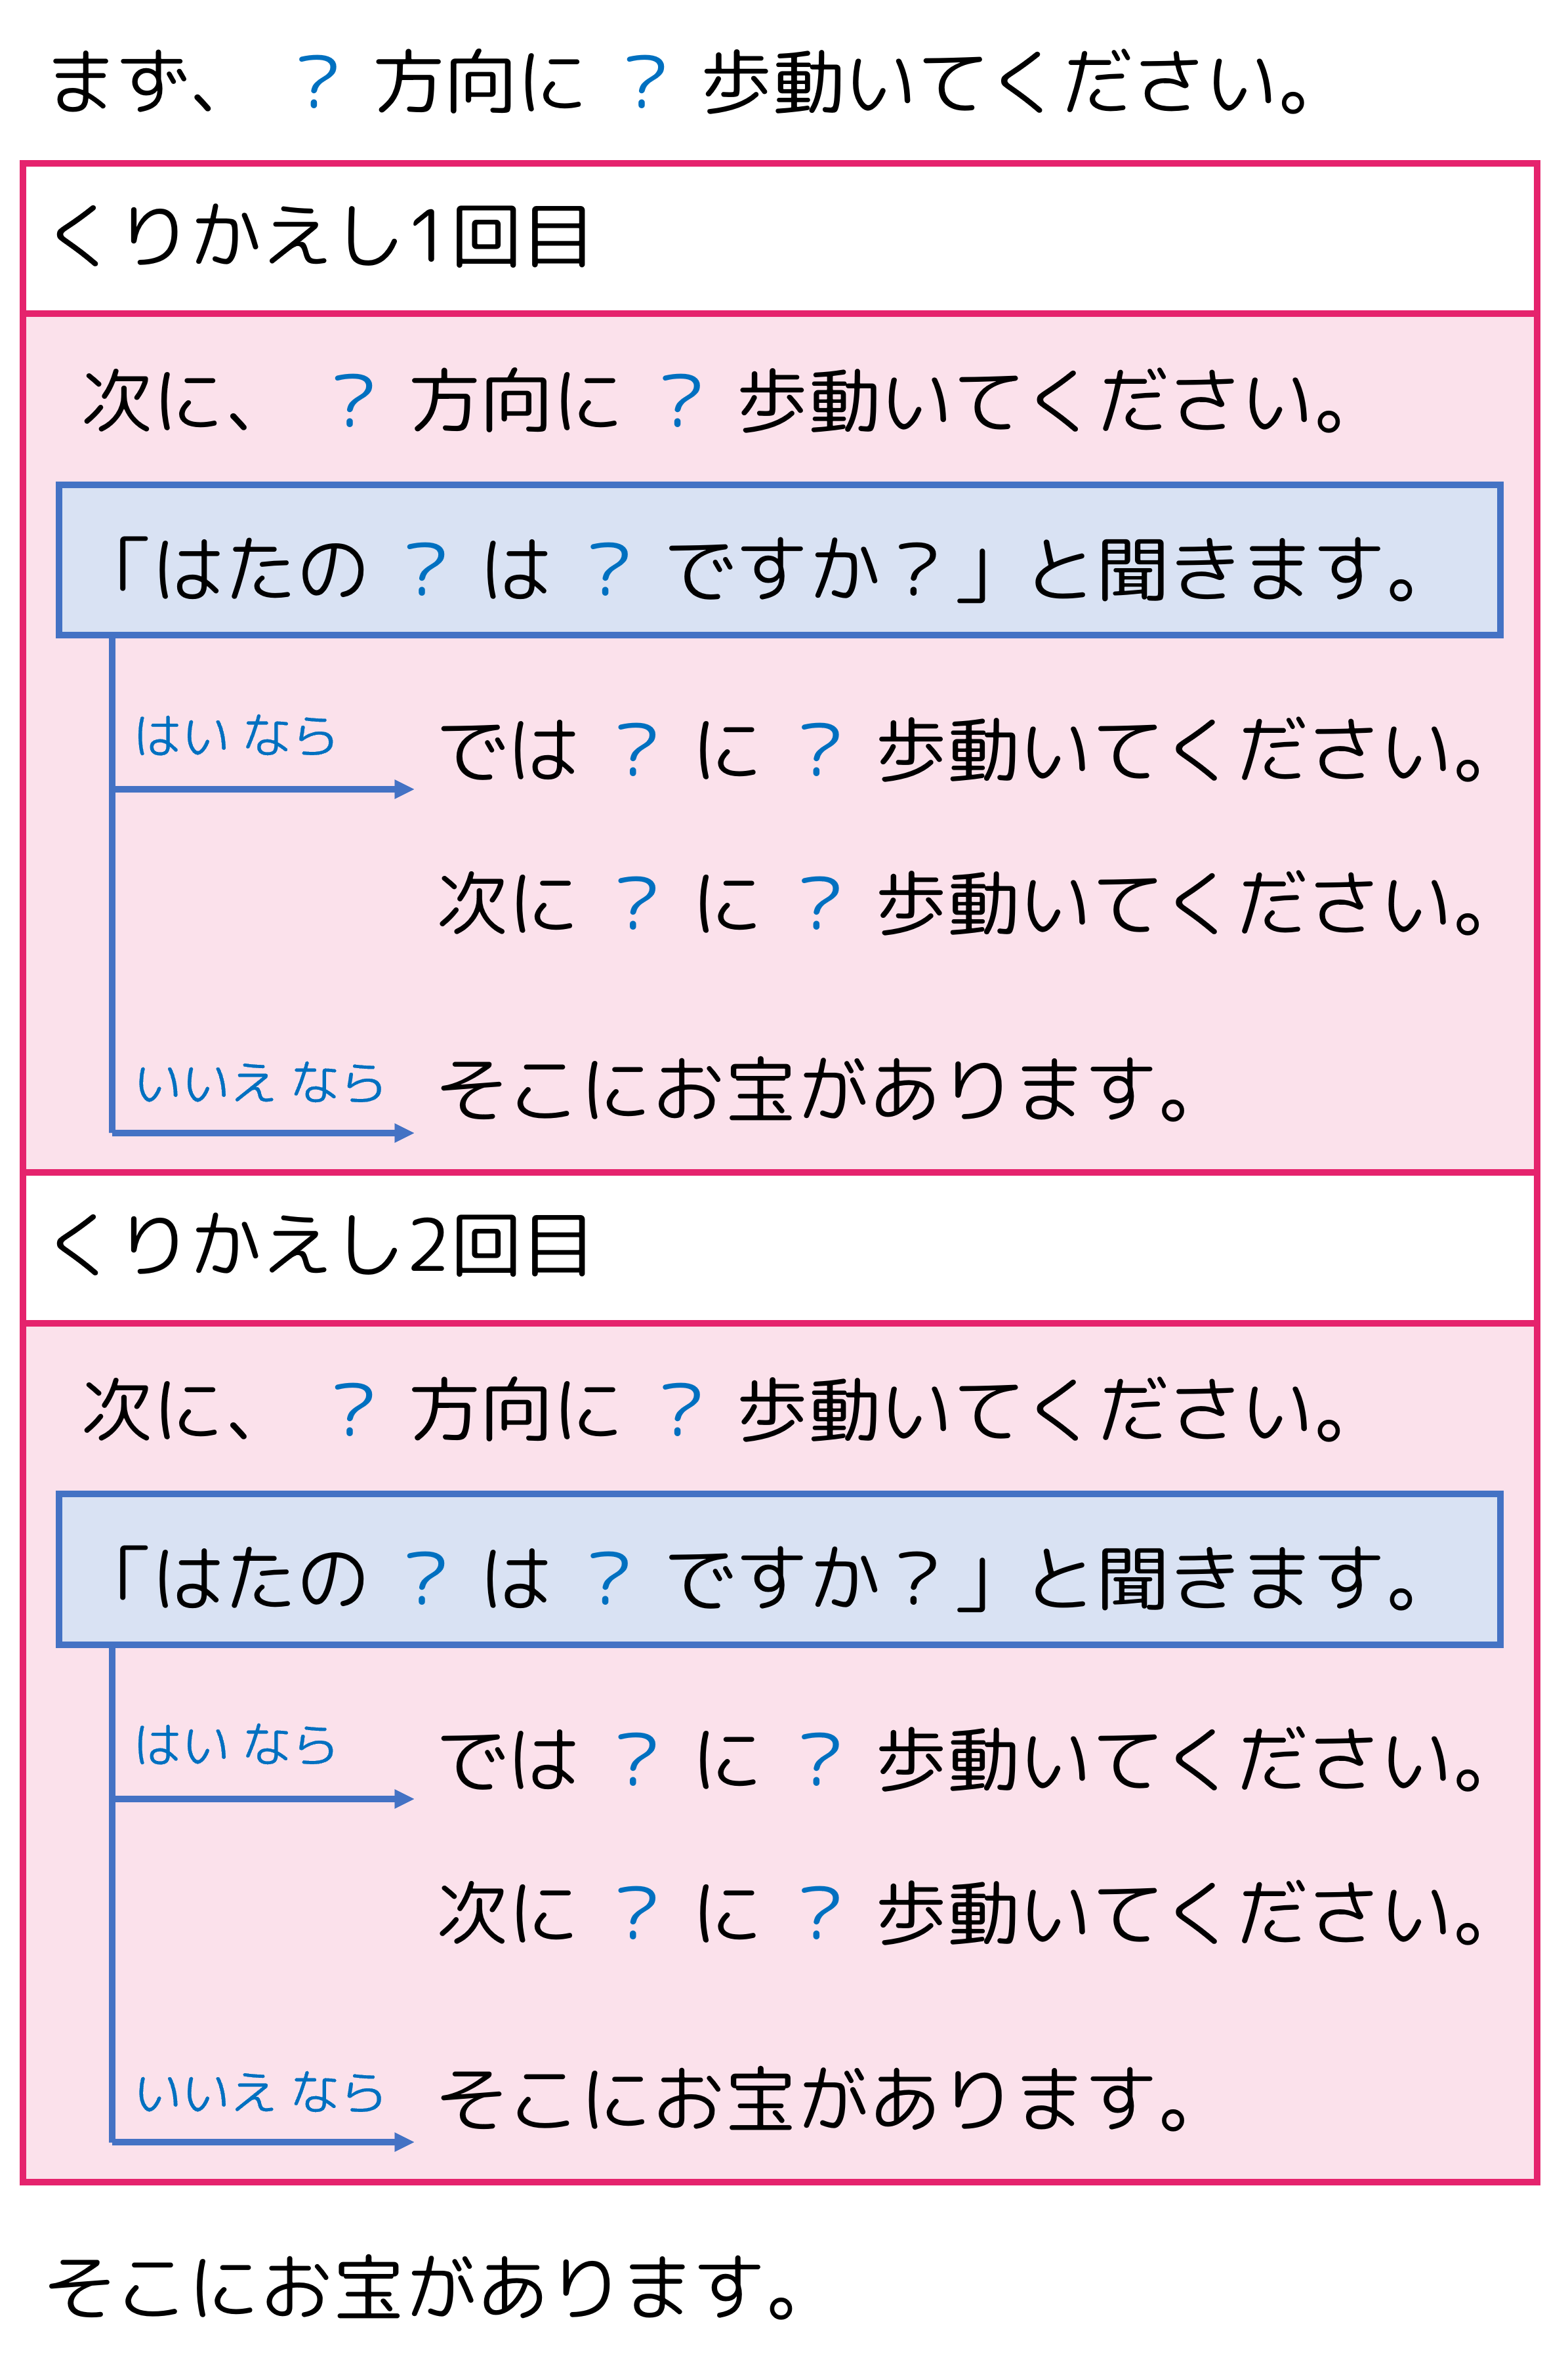 まず、 ? 方向に ? 歩動いてください。
くりかえし1回目
次に、 ? 方向に ? 歩動いてください。
「はたの ? は ? ですか?」と聞きます。
はい なら
では ? に ? 歩動いてください。
次に ? に ? 歩動いてください。
いいえ なら
そこにお宝があります。
くりかえし2回目
次に、 ? 方向に ? 歩動いてください。
「はたの ? は ? ですか?」と聞きます。
はい なら
では ? に ? 歩動いてください。
次に ? に ? 歩動いてください。
いいえ なら
そこにお宝があります。
そこにお宝があります。